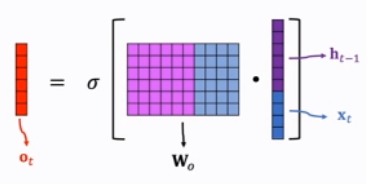 = σ [ • ]
h_{t−1}
x_t
o_t
W_o